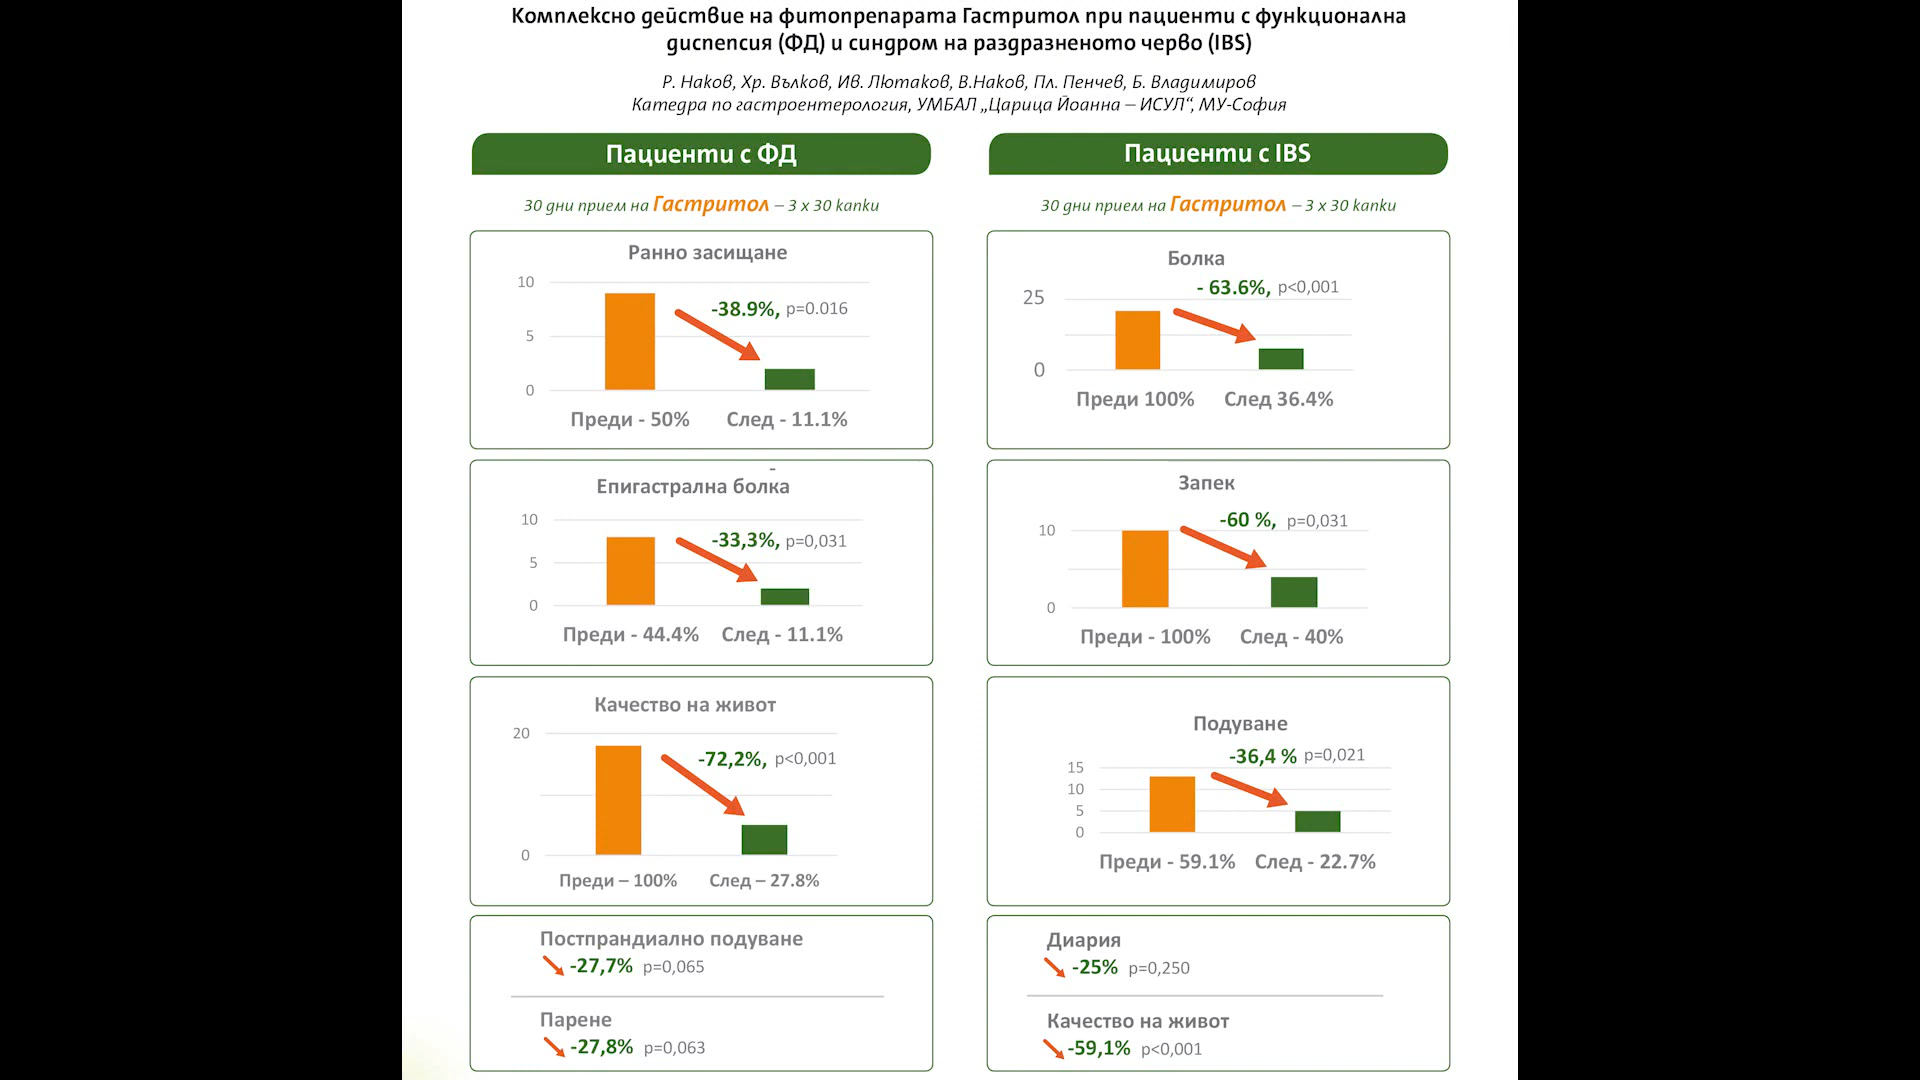 Комплексно действие на фитопрепарата Гастритол при пациенти с функционална
диспепсия (ФД) и синдром на раздразненото черво (IBS)
Р. Наков, Хр. Вълков, Ив. Лютаков, В.Наков, Пл. Пенчев, Б. Владимиров
Катедра по гастроентерология, УМБАЛ „Царица Йоанна – ИСУЛ“, МУ-София
Пациенти с ФД
30 дни прием на Гастритол – 3 х 30 капки
Ранно засищане
10
-38.9%, p=0.016
5
0
Преди - 50% След - 11.1%
Епигастрална болка
10
-33,3%, p=0,031
5
0
Преди - 44.4% След - 11.1%
Качество на живот
20
-72,2%, p<0,001
0
Преди – 100% След – 27.8%
Постпрандиално подуване
-27,7% p=0,065
Парене
-27,8% p=0,063
Пациенти с IBS
30 дни прием на Гастритол – 3 х 30 капки
Болка
- 63.6%, p<0,001
25
0
Преди 100% След 36.4%
Запек
-60 %, p=0,031
10
0
Преди - 100% След - 40%
Подуване
-36,4 % p=0,021
15
10
5
0
Преди - 59.1% След - 22.7%
Диария
-25% p=0,250
Качество на живот
-59,1% p<0,001